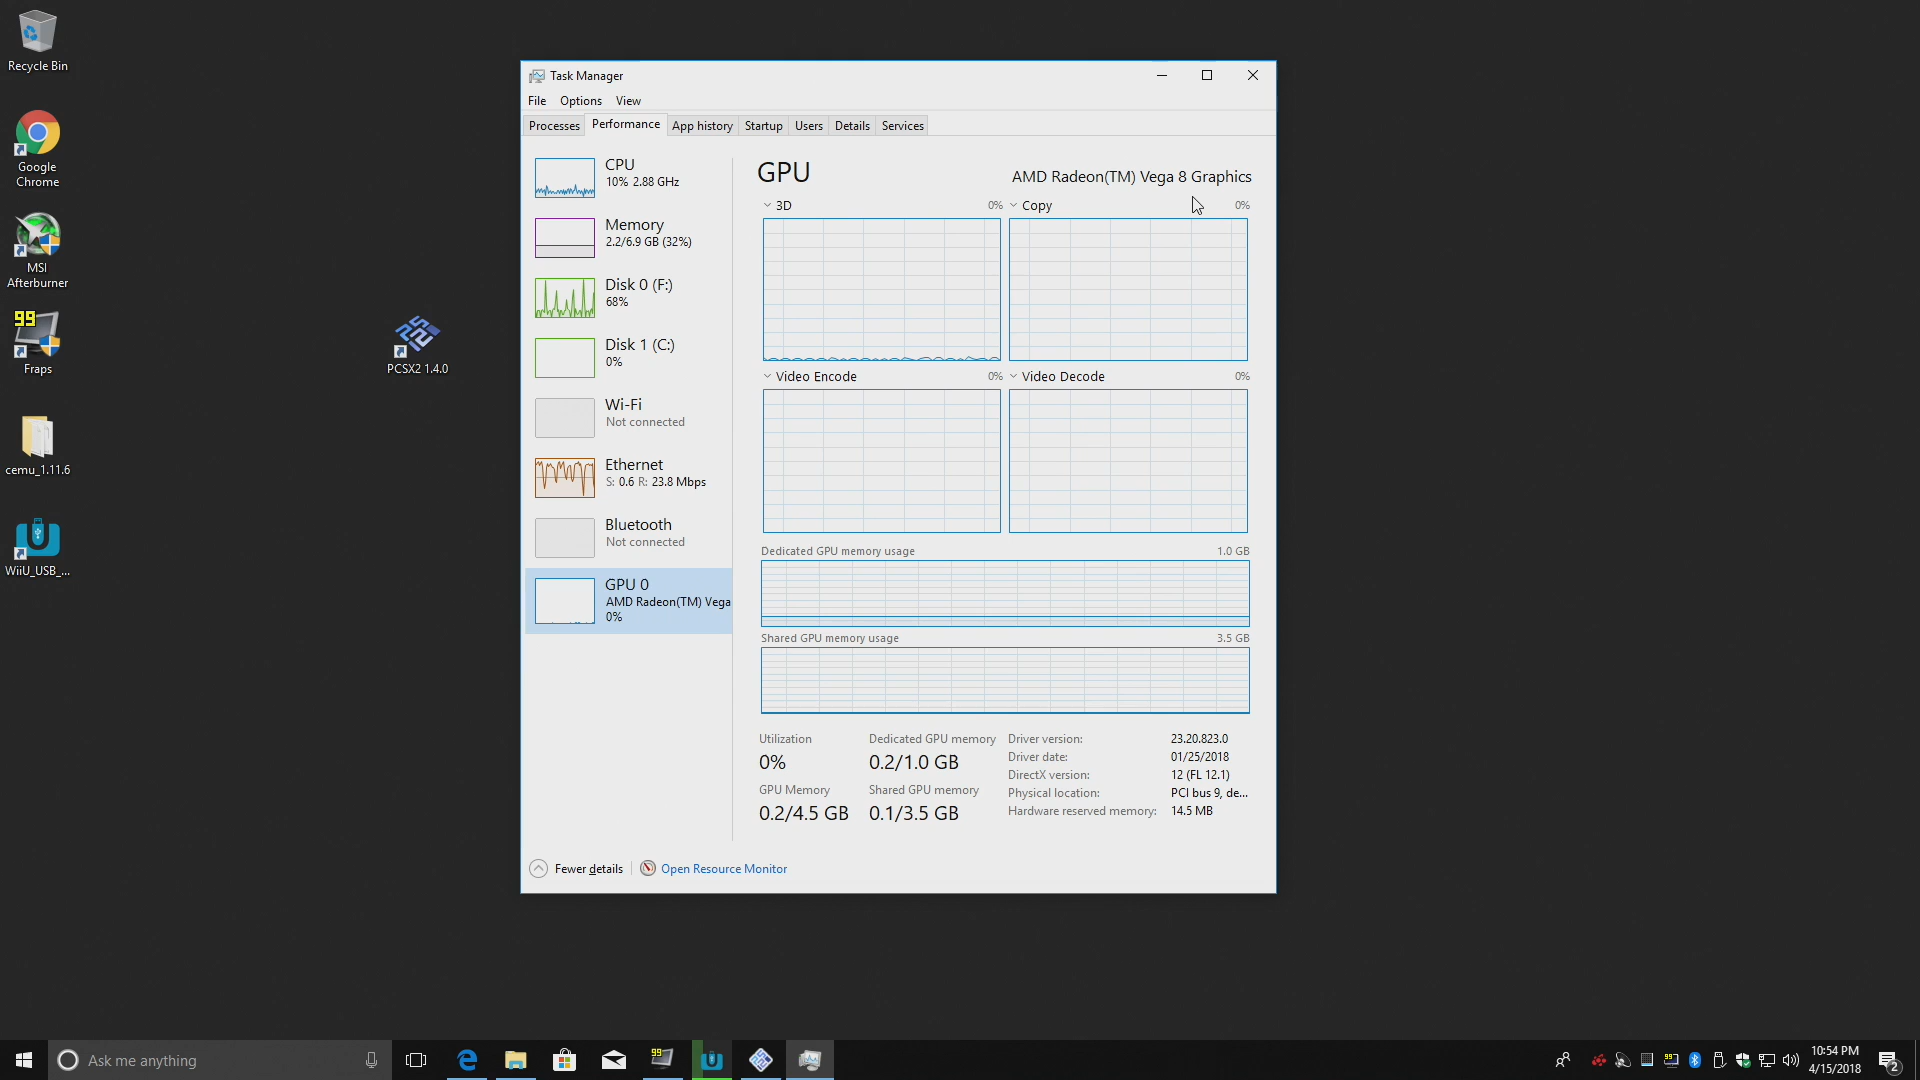 Recycle Bin
Google
Chrome
MSI
Afterburner
99
Fraps
cemu_1.11.6
WiiU_USB_...
PCSX2 1.4.0
Task Manager
File Options View
Processes Performance App history Startup Users Details Services
CPU
10% 2.88 GHz
Memory
2.2/6.9 GB (32%)
Disk 0 (F:)
68%
Disk 1 (C:)
0%
Wi-Fi
Not connected
Ethernet
S: 0.6 R: 23.8 Mbps
Bluetooth
Not connected
GPU 0
AMD Radeon(TM) Vega
0%
GPU
AMD Radeon(TM) Vega 8 Graphics
3D 0% Copy 0%
Video Encode 0% Video Decode 0%
Dedicated GPU memory usage 1.0 GB
Shared GPU memory usage 3.5 GB
Utilization
0%
Dedicated GPU memory
0.2/1.0 GB
GPU Memory
0.2/4.5 GB
Shared GPU memory
0.1/3.5 GB
Driver version: 23.20.823.0
Driver date: 01/25/2018
DirectX version: 12 (FL 12.1)
Physical location: PCI bus 9, de...
Hardware reserved memory: 14.5 MB
Fewer details Open Resource Monitor
Ask me anything
99
99
10:54 PM
4/15/2018
2